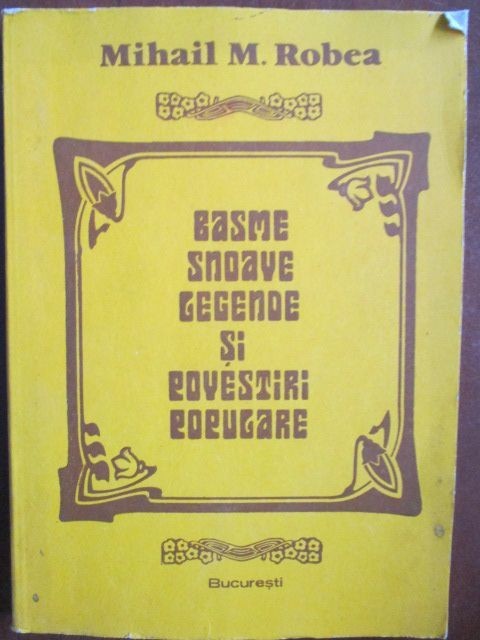 Mihail M. Robea
BASME
SNOAVE
LEGENDE
ȘI
POVESTIRI
POPULARE
București